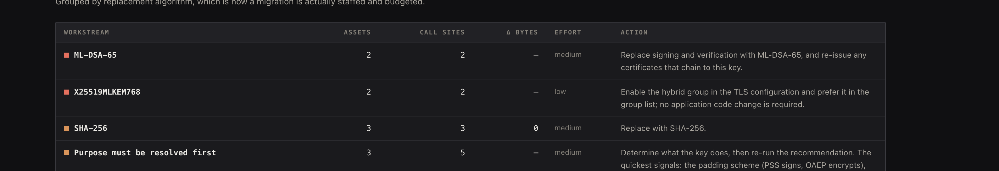 Grouped by replacement algorithm, which is how a migration is actually staffed and budgeted.
WORKSTREAM ASSETS CALL SITES Δ BYTES EFFORT ACTION
ML-DSA-65 2 2 — medium Replace signing and verification with ML-DSA-65, and re-issue any
certificates that chain to this key.
X25519MLKEM768 2 2 — low Enable the hybrid group in the TLS configuration and prefer it in the
group list; no application code change is required.
SHA-256 3 3 0 medium Replace with SHA-256.
Purpose must be resolved first 3 5 — medium Determine what the key does, then re-run the recommendation. The
quickest signals: the padding scheme (PSS signs, OAEP encrypts),